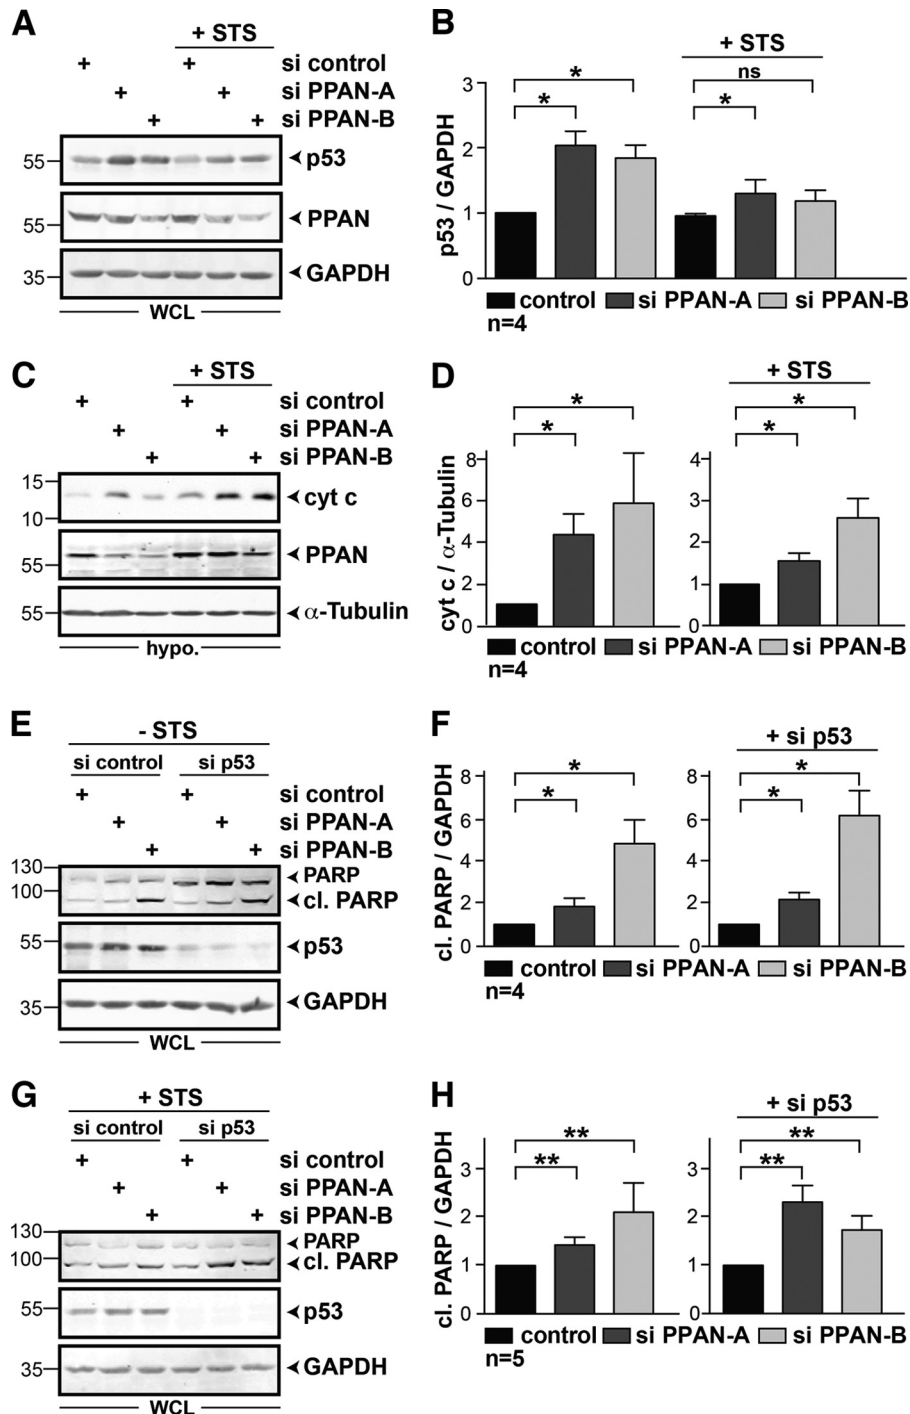 A
+ STS
+ + si control
+ + si PPAN-A
+ + si PPAN-B
55 p53
55 PPAN
35 GAPDH
WCL
B
+ STS
* ns
* *
p53 / GAPDH
3
2
1
0
control si PPAN-A si PPAN-B
n=4
C
+ STS
+ + si control
+ + si PPAN-A
+ + si PPAN-B
15
10
cyt c
55 PPAN
55 α-Tubulin
hypo.
D
+ STS
* *
* *
cyt c / α-Tubulin
8
6
4
2
0
4
3
2
1
0
control si PPAN-A si PPAN-B
n=4
E
- STS
si control si p53
+ + si control
+ + si PPAN-A
+ + si PPAN-B
130 PARP
100 cl. PARP
55 p53
35 GAPDH
WCL
F
+ si p53
* *
* *
cl. PARP / GAPDH
8
6
4
2
0
8
6
4
2
0
control si PPAN-A si PPAN-B
n=4
G
+ STS
si control si p53
+ + si control
+ + si PPAN-A
+ + si PPAN-B
130 PARP
100 cl. PARP
55 p53
35 GAPDH
WCL
H
+ si p53
** **
** **
cl. PARP / GAPDH
3
2
1
0
3
2
1
0
control si PPAN-A si PPAN-B
n=5